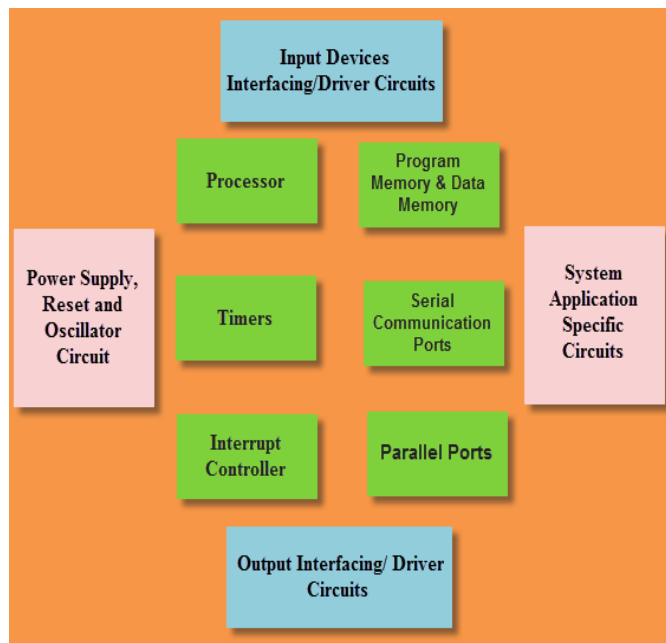 Input Devices
Interfacing/Driver Circuits
Processor
Program
Memory & Data
Memory
Power Supply,
Reset and
Oscillator
Circuit
Timers
Serial
Communication
Ports
System
Application
Specific
Circuits
Interrupt
Controller
Parallel Ports
Output Interfacing/ Driver
Circuits